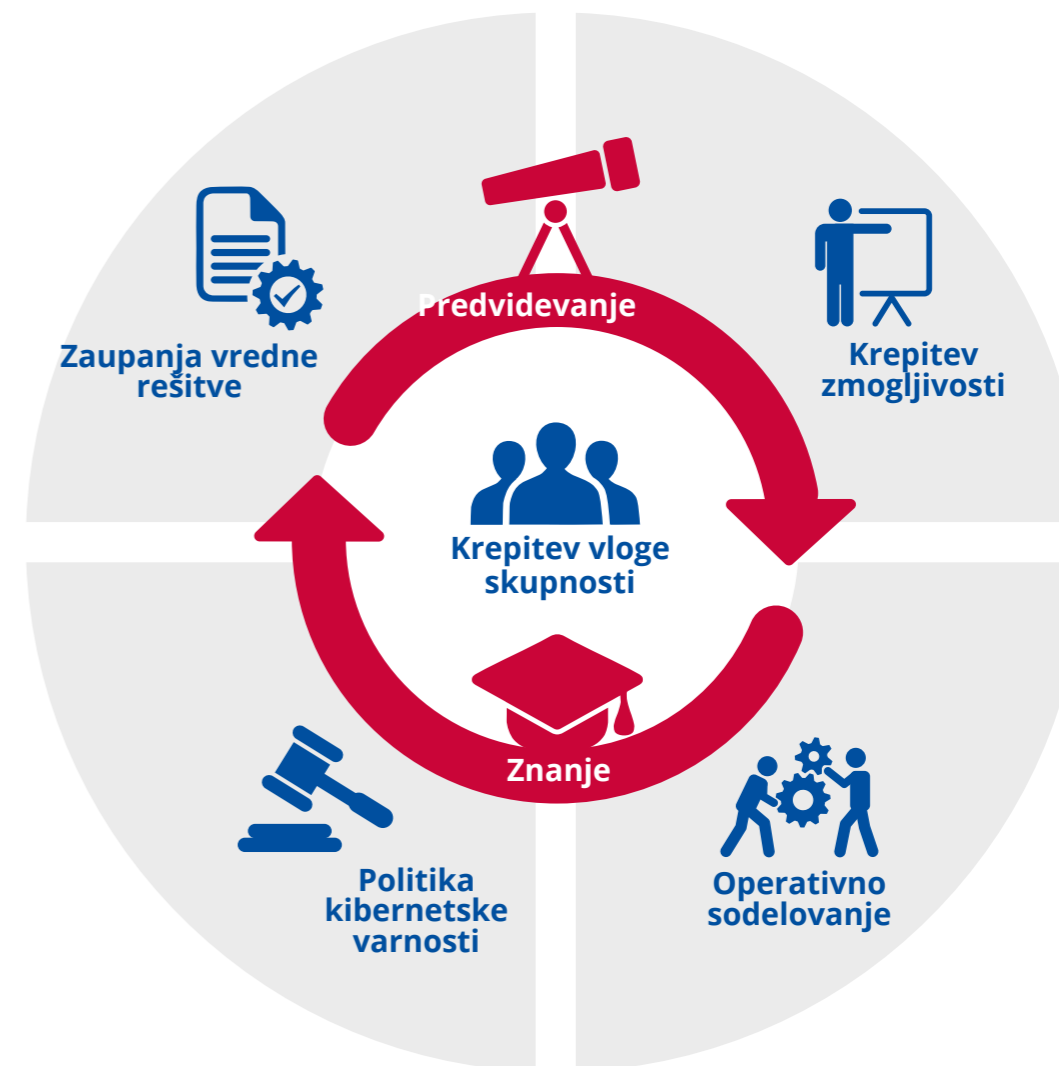 Predvidevanje
Zaupanja vredne
rešitve
Krepitev
zmogljivosti
Krepitev vloge
skupnosti
Znanje
Politika
kibernetske
varnosti
Operativno
sodelovanje